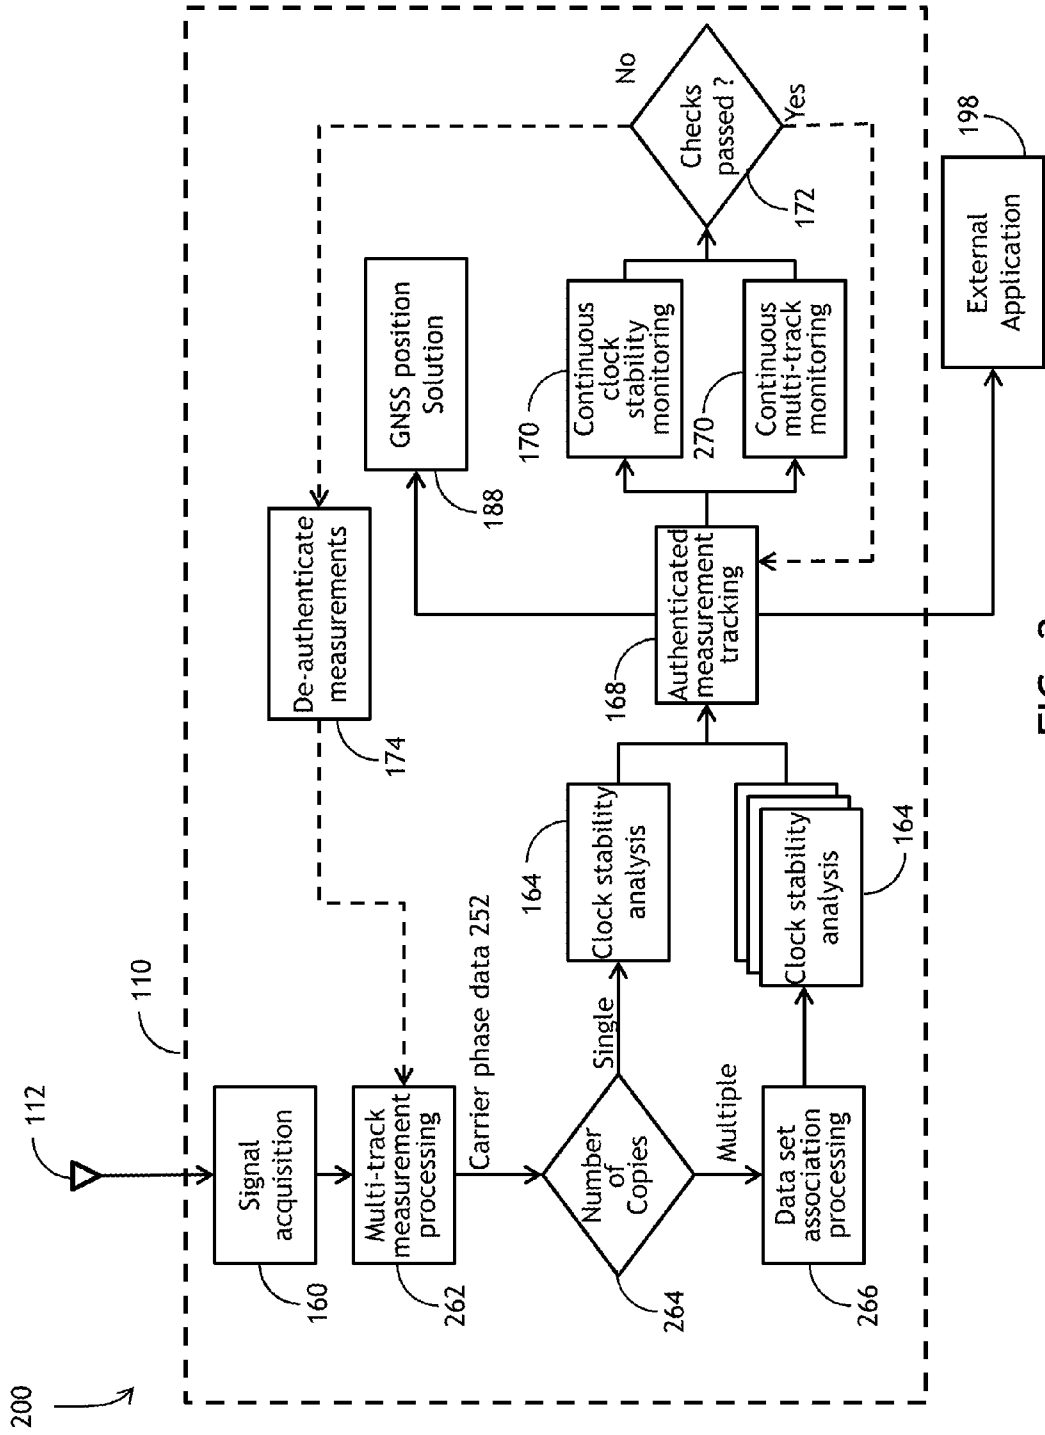 200
112
110
Signal
acquisition
160
Multi-track
measurement
processing
262
Carrier phase data 252
Number
of
Copies
264
Single
Multiple
Data set
association
processing
266
Clock stability
analysis
164
Clock stability
analysis
164
De-authenticate
measurements
174
Authenticated
measurement
tracking
168
GNSS position
Solution
188
Continuous
clock
stability
monitoring
170
Continuous
multi-track
monitoring
270
Checks
passed ?
172
No
Yes
External
Application
198